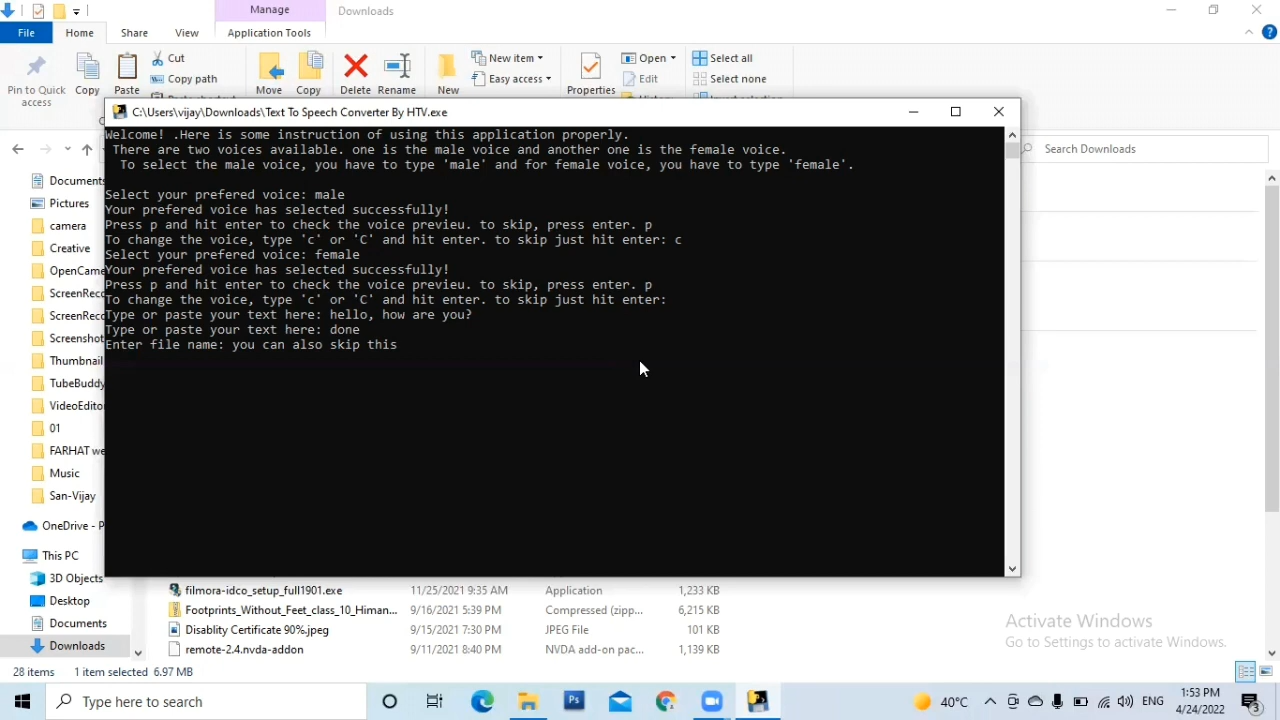 Manage
Downloads
File
Home
Share
View
Application Tools
Pin to Quick access
Copy
Paste
Cut
Copy path
Move
Copy
Delete
Rename
New
New item
Easy access
Properties
Open
Edit
Select all
Select none
C:\Users\vijay\Downloads\Text To Speech Converter By HTV.exe
Welcome! .Here is some instruction of using this application properly.
There are two voices available. one is the male voice and another one is the female voice.
To select the male voice, you have to type 'male' and for female voice, you have to type 'female'.
Select your prefered voice: male
Your prefered voice has selected successfully!
Press p and hit enter to check the voice previeu. to skip, press enter. p
To change the voice, type 'c' or 'C' and hit enter. to skip just hit enter: c
Select your prefered voice: female
Your prefered voice has selected successfully!
Press p and hit enter to check the voice previeu. to skip, press enter. p
To change the voice, type 'c' or 'C' and hit enter. to skip just hit enter:
Type or paste your text here: hello, how are you?
Type or paste your text here: done
Enter file name: you can also skip this
Search Downloads
Documents
Pictures
camera
Creative
OpenCame
ScreenRec
ScreenRec
Screenshot
Thumbnail
TubeBuddy
VideoEdito
01
FARHAT we
Music
San-Vijay
OneDrive - P
This PC
3D Objects
Desktop
Documents
Downloads
filmora-idco_setup_full1901.exe 11/25/2021 9:35 AM Application 1,233 KB
Footprints_Without_Feet_class_10_Himan... 9/16/2021 5:39 PM Compressed (zipp... 6,215 KB
Disablity Certificate 90%.jpeg 9/15/2021 7:30 PM JPEG File 101 KB
remote-2.4.nvda-addon 9/11/2021 8:40 PM NVDA add-on pac... 1,139 KB
Activate Windows
Go to Settings to activate Windows.
28 items 1 item selected 6.97 MB
Type here to search
40°C
ENG
1:53 PM
4/24/2022
3